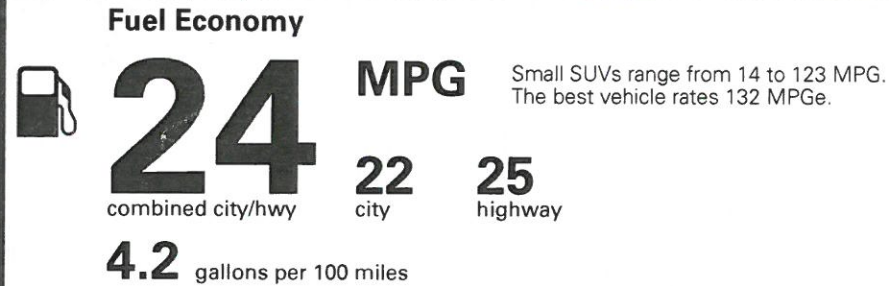 Fuel Economy
24 MPG
Small SUVs range from 14 to 123 MPG.
The best vehicle rates 132 MPGe.
combined city/hwy
22 city
25 highway
4.2 gallons per 100 miles